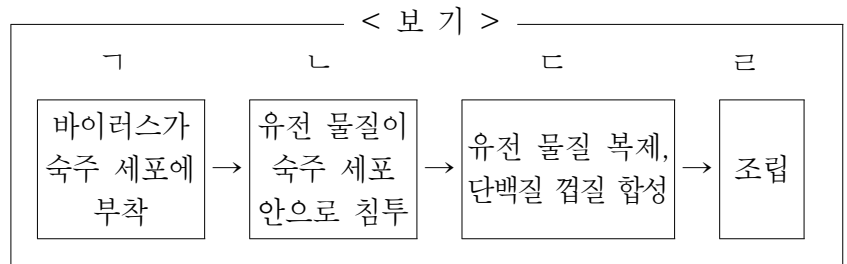 < 보 기 >
ㄱ ㄴ ㄷ ㄹ
바이러스가
숙주 세포에
부착
→
유전 물질이
숙주 세포
안으로 침투
→
유전 물질 복제,
단백질 껍질 합성
→
조립